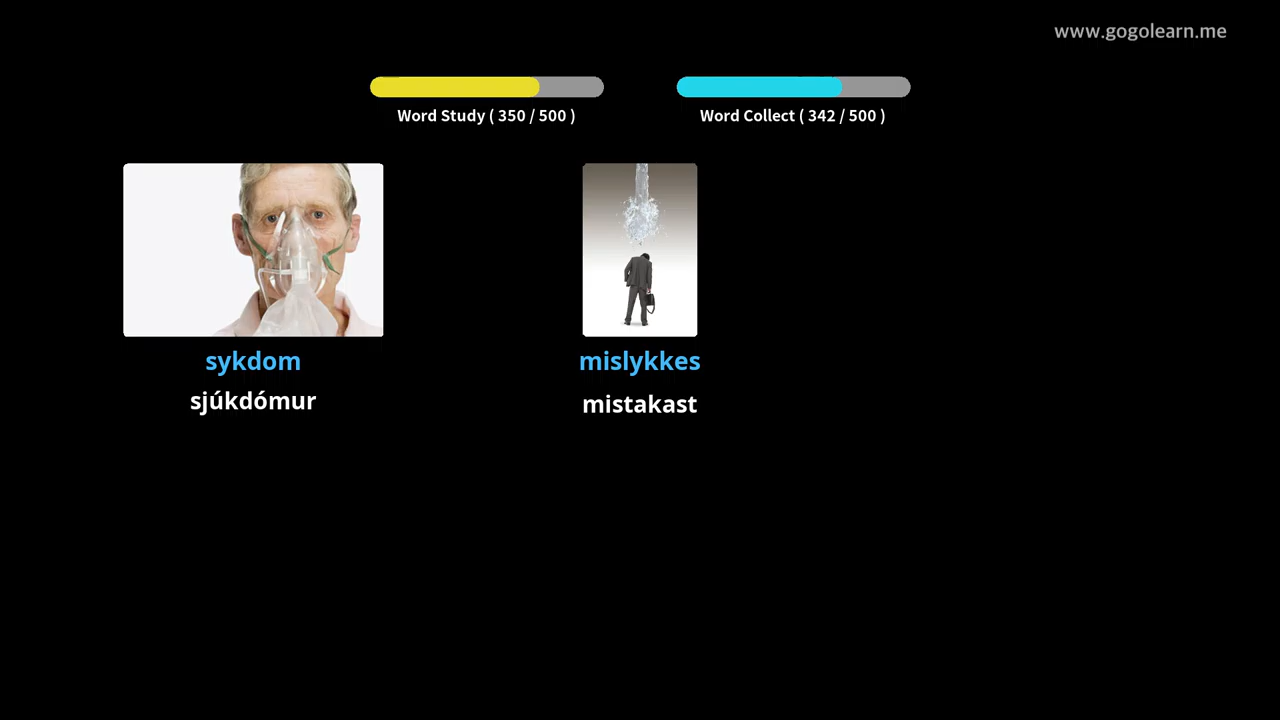 www.gogolearn.me
Word Study ( 350 / 500 )
Word Collect ( 342 / 500 )
sykdom
sjúkdómur
mislykkes
mistakast